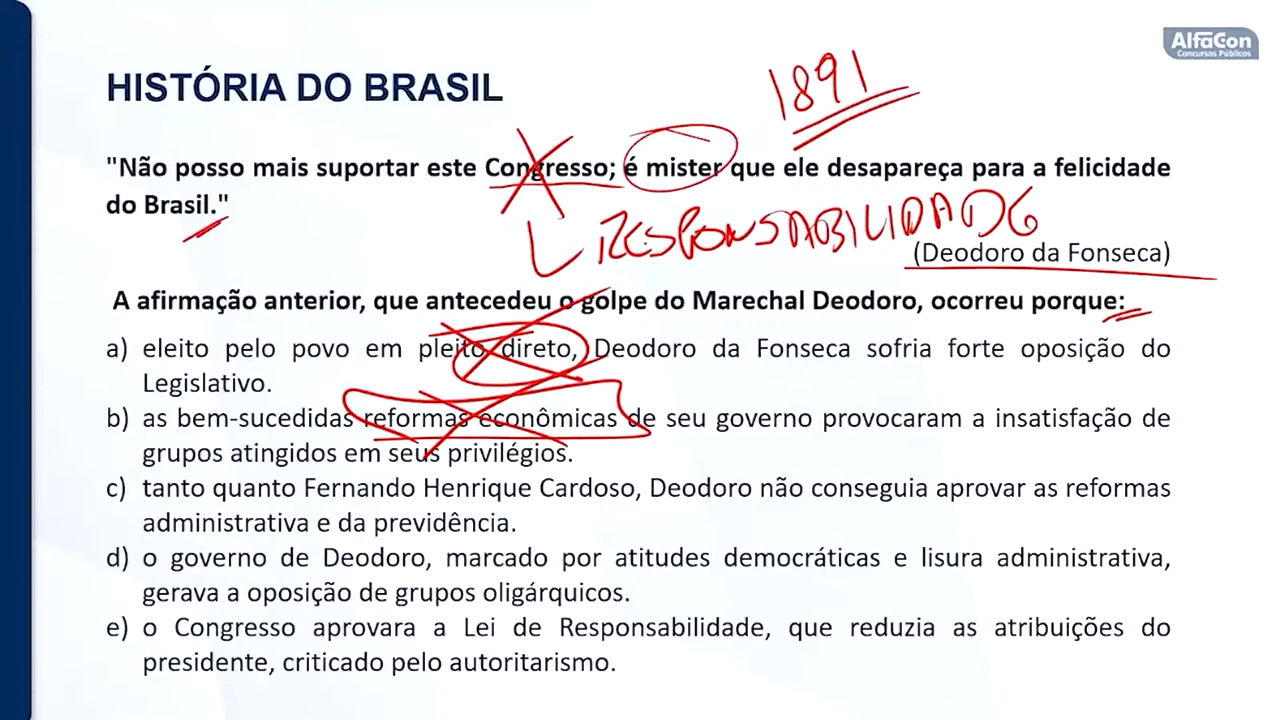 AlfaCon
Concursos Públicos
HISTÓRIA DO BRASIL
1891
"Não posso mais suportar este Congresso; é mister que ele desapareça para a felicidade
do Brasil."
RESPONSABILIDADE
(Deodoro da Fonseca)
A afirmação anterior, que antecedeu o golpe do Marechal Deodoro, ocorreu porque:
a) eleito pelo povo em pleito direto, Deodoro da Fonseca sofria forte oposição do
Legislativo.
b) as bem-sucedidas reformas econômicas de seu governo provocaram a insatisfação de
grupos atingidos em seus privilégios.
c) tanto quanto Fernando Henrique Cardoso, Deodoro não conseguia aprovar as reformas
administrativa e da previdência.
d) o governo de Deodoro, marcado por atitudes democráticas e lisura administrativa,
gerava a oposição de grupos oligárquicos.
e) o Congresso aprovara a Lei de Responsabilidade, que reduzia as atribuições do
presidente, criticado pelo autoritarismo.